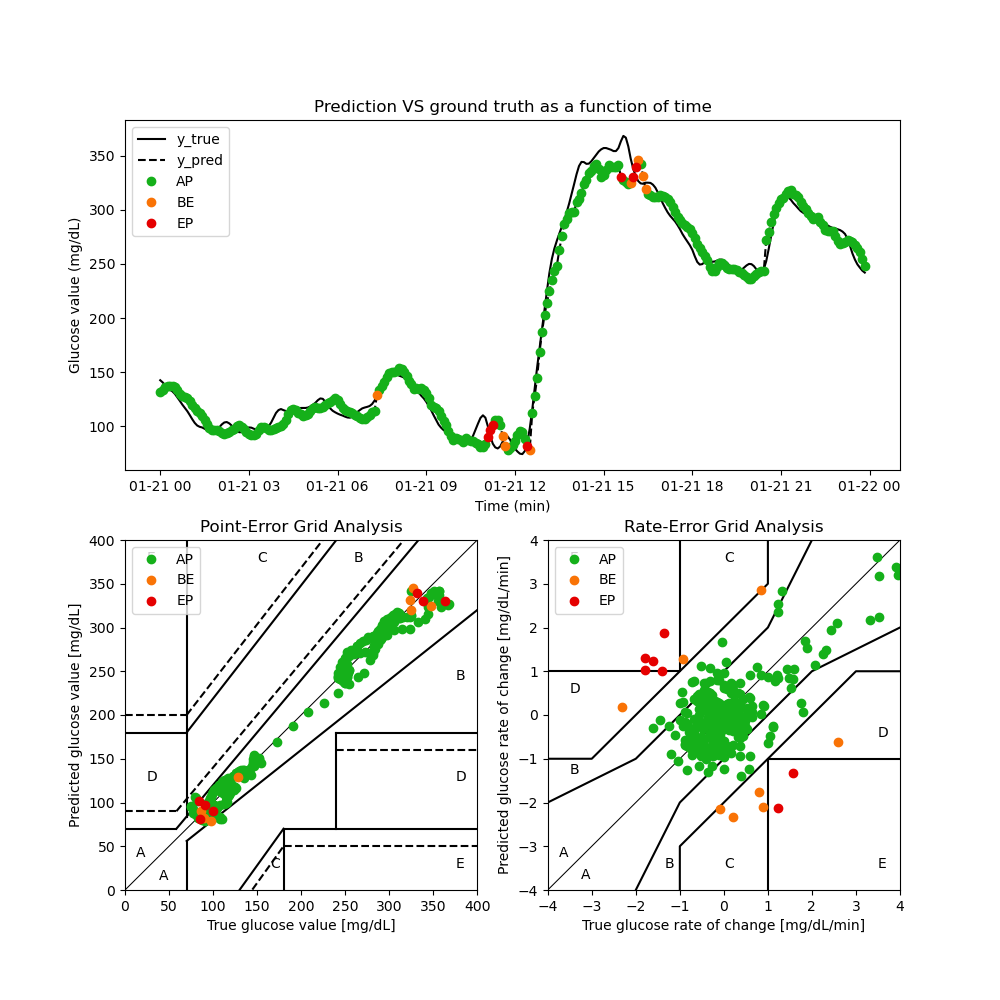 Prediction VS ground truth as a function of time
Glucose value (mg/dL)
350
300
250
200
150
100
y_true
y_pred
AP
BE
EP
01-21 00 01-21 03 01-21 06 01-21 09 01-21 12 01-21 15 01-21 18 01-21 21 01-22 00
Time (min)
Point-Error Grid Analysis
Predicted glucose value [mg/dL]
400
350
300
250
200
150
100
50
0
AP
BE
EP
C
B
B
D
D
A
A
C
E
0 50 100 150 200 250 300 350 400
True glucose value [mg/dL]
Rate-Error Grid Analysis
Predicted glucose rate of change [mg/dL/min]
4
3
2
1
0
−1
−2
−3
−4
AP
BE
EP
C
D
D
B
A
A
B
C
E
−4 −3 −2 −1 0 1 2 3 4
True glucose rate of change [mg/dL/min]